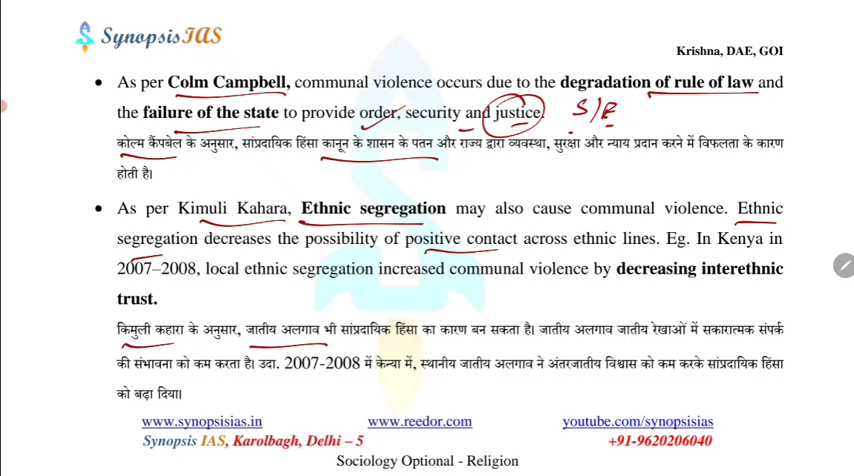 Synopsis IAS
Krishna, DAE, GOI
• As per Colm Campbell, communal violence occurs due to the degradation of rule of law and
the failure of the state to provide order, security and justice. S/E
कोल्म कैंपबेल के अनुसार, सांप्रदायिक हिंसा कानून के शासन के पतन और राज्य द्वारा व्यवस्था, सुरक्षा और न्याय प्रदान करने में विफलता के कारण
होती है।
• As per Kimuli Kahara, Ethnic segregation may also cause communal violence. Ethnic
segregation decreases the possibility of positive contact across ethnic lines. Eg. In Kenya in
2007–2008, local ethnic segregation increased communal violence by decreasing interethnic
trust.
किमुली कहारा के अनुसार, जातीय अलगाव भी सांप्रदायिक हिंसा का कारण बन सकता है। जातीय अलगाव जातीय रेखाओं में सकारात्मक संपर्क
की संभावना को कम करता है। उदा. 2007-2008 में केन्या में, स्थानीय जातीय अलगाव ने अंतरजातीय विश्वास को कम करके सांप्रदायिक हिंसा
को बढ़ा दिया।
www.synopsisias.in www.reedor.com youtube.com/synopsisias
Synopsis IAS, Karolbagh, Delhi – 5 +91-9620206040
Sociology Optional - Religion